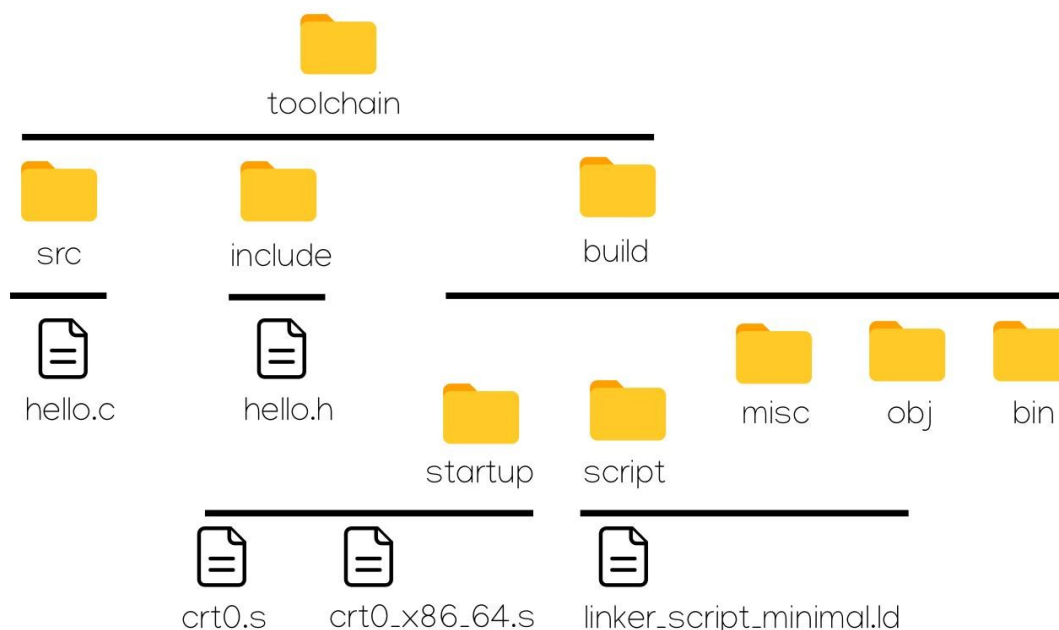 toolchain
src
include
build
hello.c
hello.h
misc
obj
bin
startup
script
crt0.s
crt0_x86_64.s
linker_script_minimal.ld